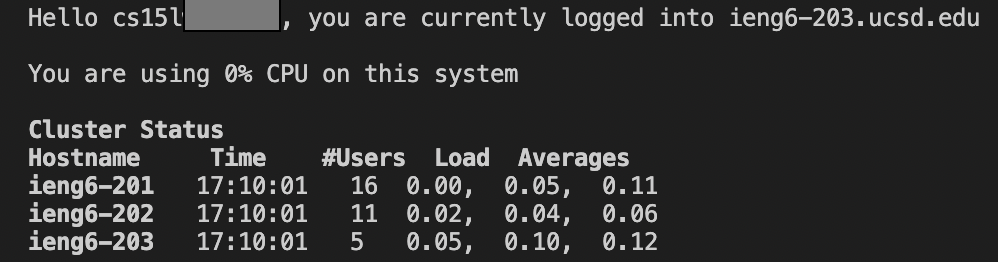 Hello cs15l, you are currently logged into ieng6-203.ucsd.edu
You are using 0% CPU on this system
Cluster Status
Hostname Time #Users Load Averages
ieng6-201 17:10:01 16 0.00, 0.05, 0.11
ieng6-202 17:10:01 11 0.02, 0.04, 0.06
ieng6-203 17:10:01 5 0.05, 0.10, 0.12